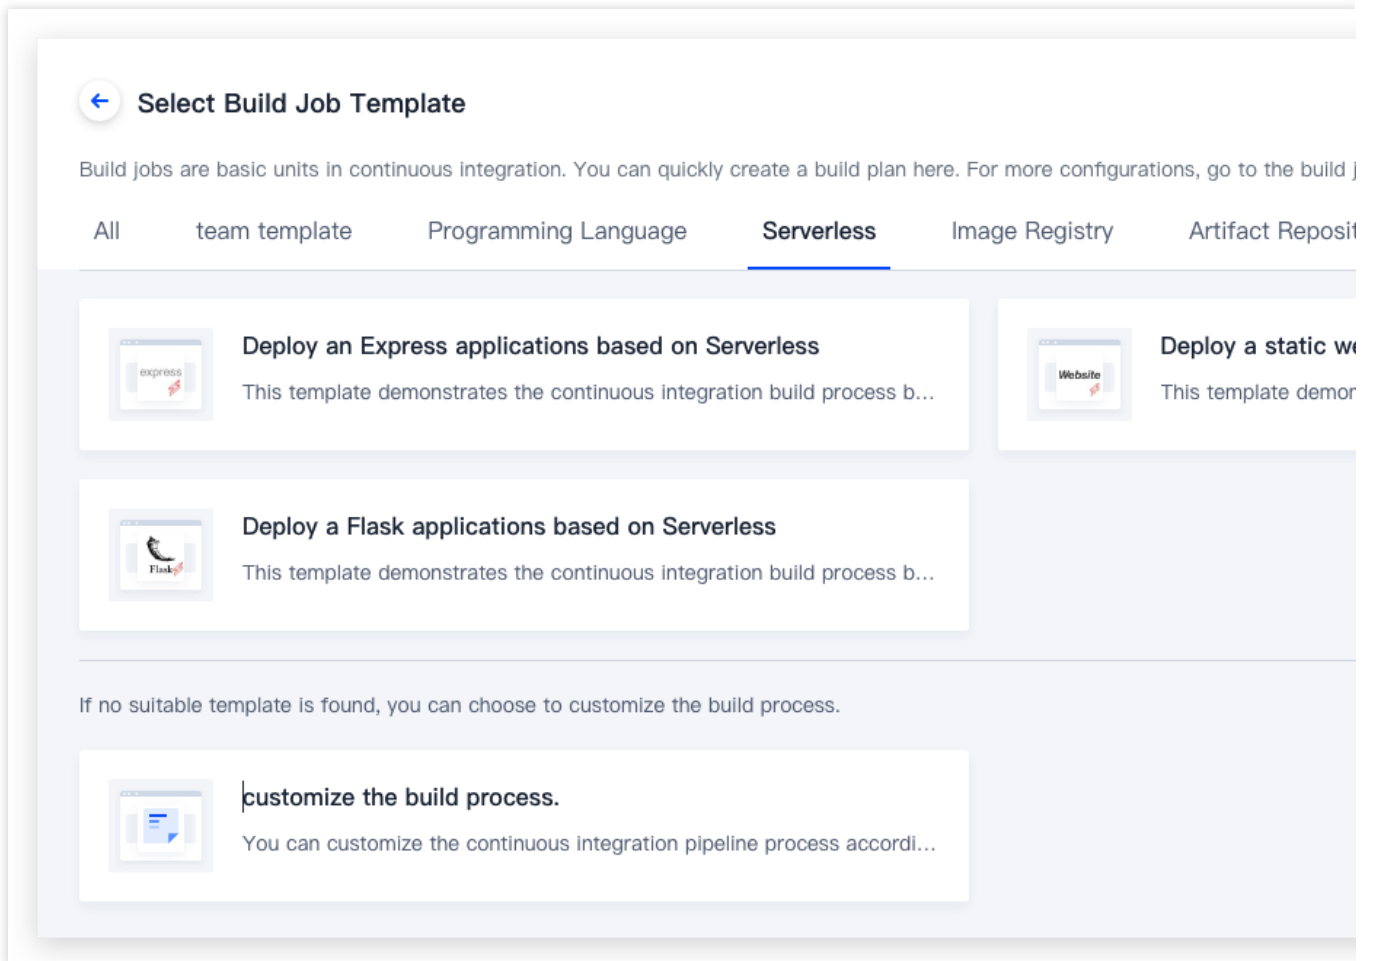 Select Build Job Template
Build jobs are basic units in continuous integration. You can quickly create a build plan here. For more configurations, go to the build j
All team template Programming Language Serverless Image Registry Artifact Reposit
express
Deploy an Express applications based on Serverless
This template demonstrates the continuous integration build process b...
Website
Deploy a static we
This template demon
Flask
Deploy a Flask applications based on Serverless
This template demonstrates the continuous integration build process b...
If no suitable template is found, you can choose to customize the build process.
customize the build process.
You can customize the continuous integration pipeline process accordi...